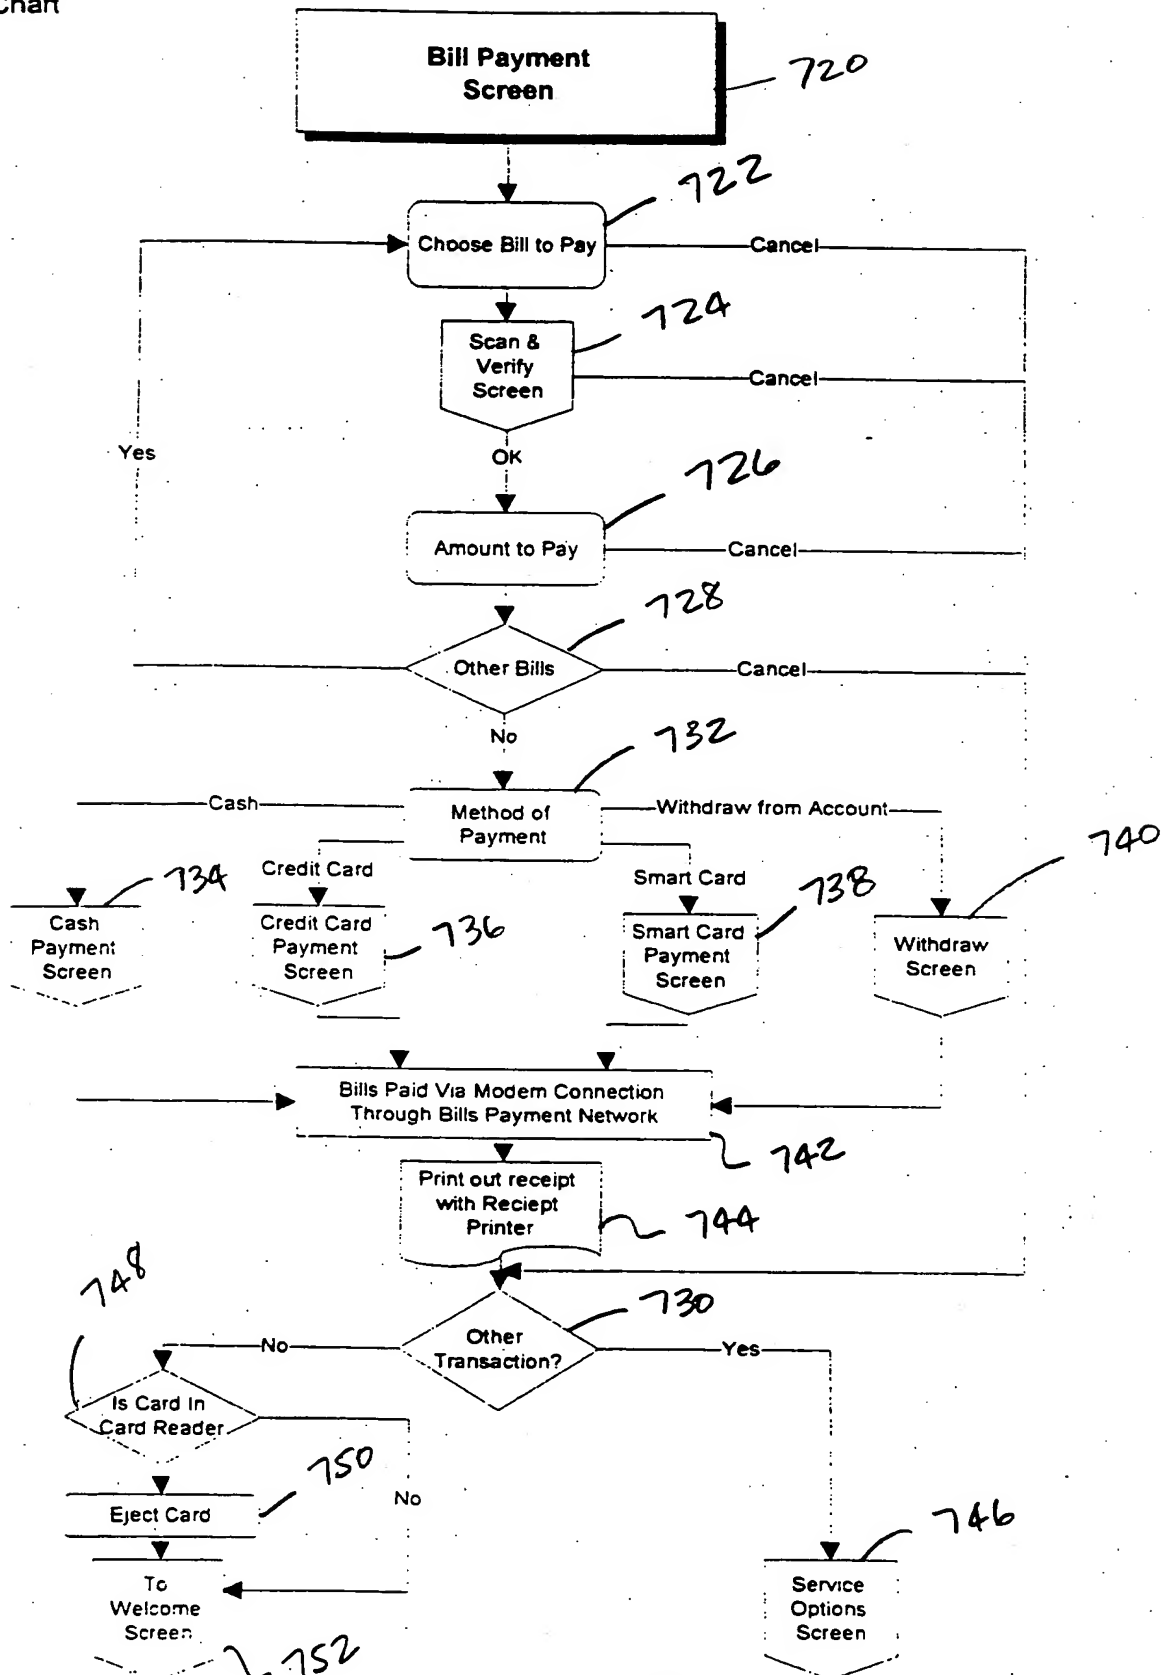 Chart
Bill Payment
Screen
720
722
Choose Bill to Pay
Cancel
724
Scan &
Verify
Screen
Cancel
Yes
OK
726
Amount to Pay
Cancel
728
Other Bills
Cancel
No
732
Cash
Method of
Payment
Withdraw from Account
740
734
Credit Card
Smart Card
738
Cash
Payment
Screen
Credit Card
Payment
Screen
736
Smart Card
Payment
Screen
Withdraw
Screen
Bills Paid Via Modem Connection
Through Bills Payment Network
742
Print out receipt
with Reciept
Printer
744
748
730
Other
Transaction?
No
Yes
Is Card In
Card Reader
750
No
Eject Card
746
To
Welcome
Screen
752
Service
Options
Screen